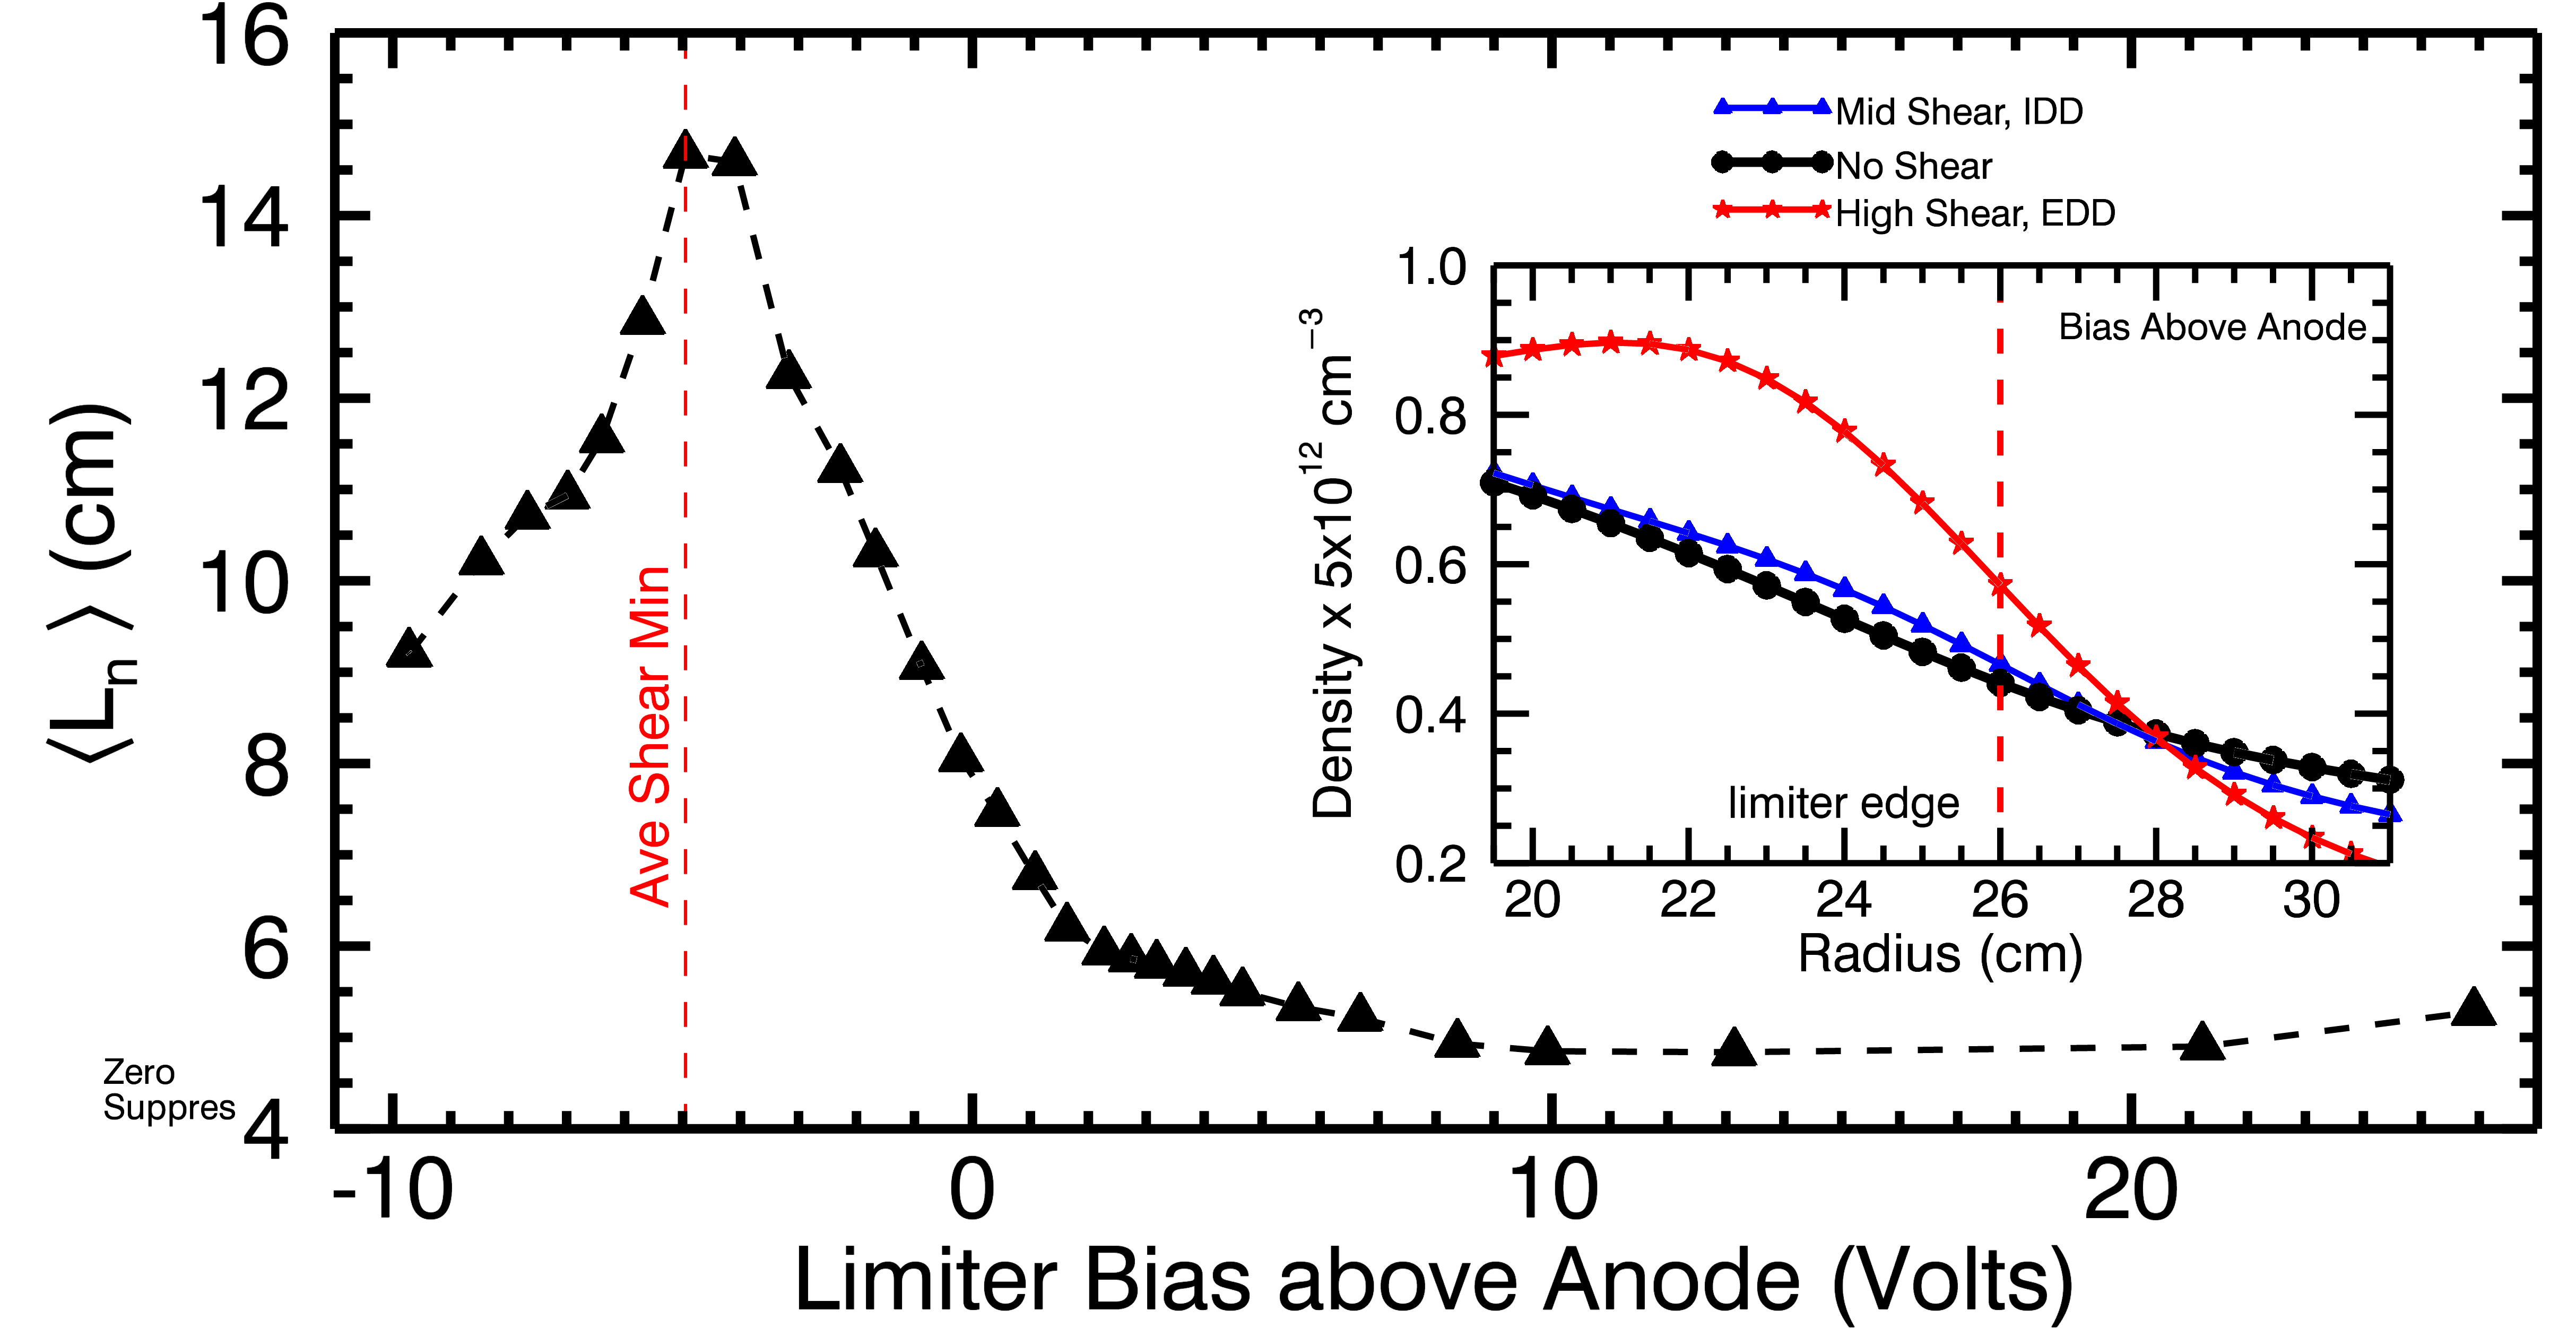 16
14
12
10
8
6
4
⟨Ln⟩ (cm)
Zero
Suppres
-10 0 10 20
Limiter Bias above Anode (Volts)
Ave Shear Min
Mid Shear, IDD
No Shear
High Shear, EDD
1.0
0.8
0.6
0.4
0.2
Density x 5x10¹² cm⁻³
Bias Above Anode
limiter edge
20 22 24 26 28 30
Radius (cm)